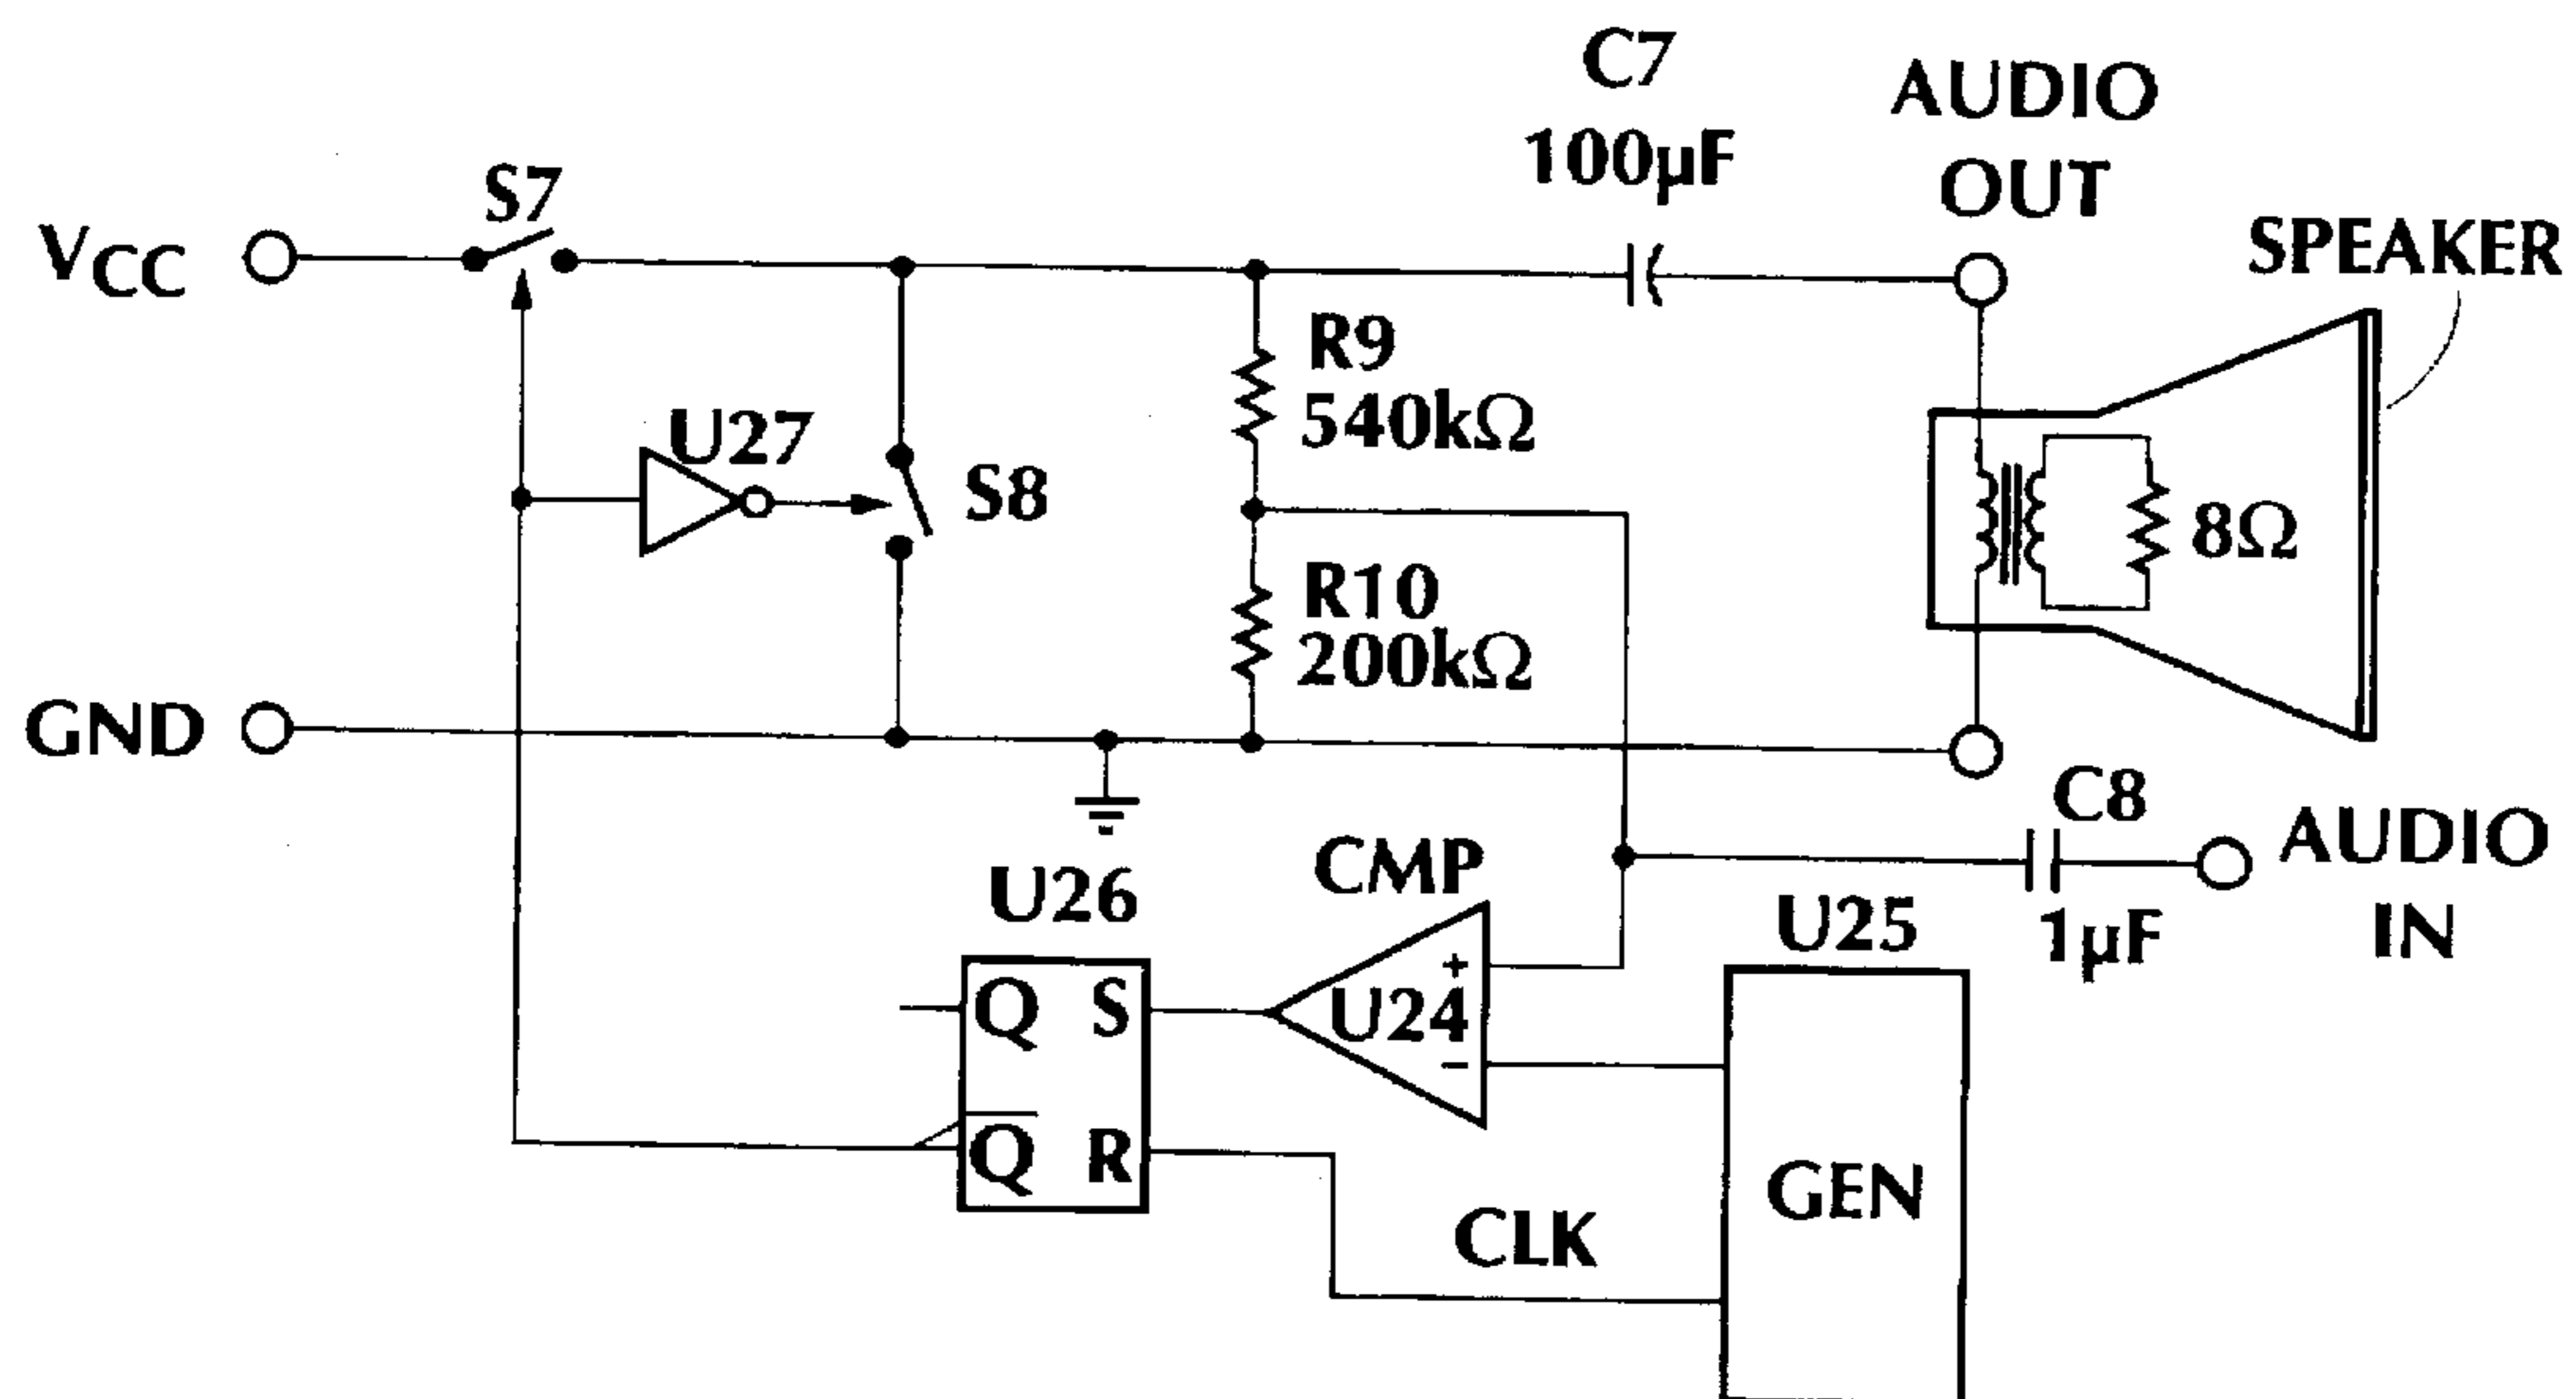 C7
100µF
AUDIO
OUT
SPEAKER
S7
VCC
R9
540kΩ
U27
S8
8Ω
R10
200kΩ
GND
C8
1µF
AUDIO
IN
CMP
U26
U25
Q S
+
U24
−
Q̅ R
GEN
CLK